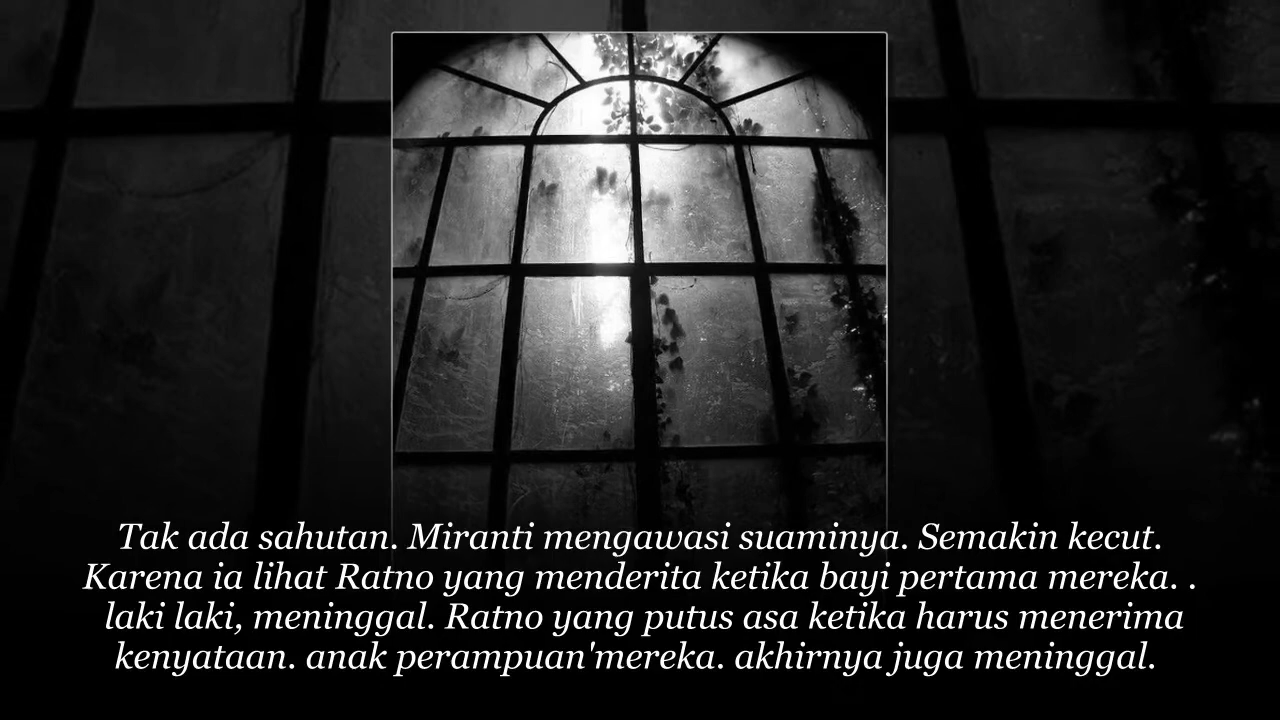 Tak ada sahutan. Miranti mengawasi suaminya. Semakin kecut.
Karena ia lihat Ratno yang menderita ketika bayi pertama mereka. .
laki laki, meninggal. Ratno yang putus asa ketika harus menerima
kenyataan. anak perampuan'mereka. akhirnya juga meninggal.